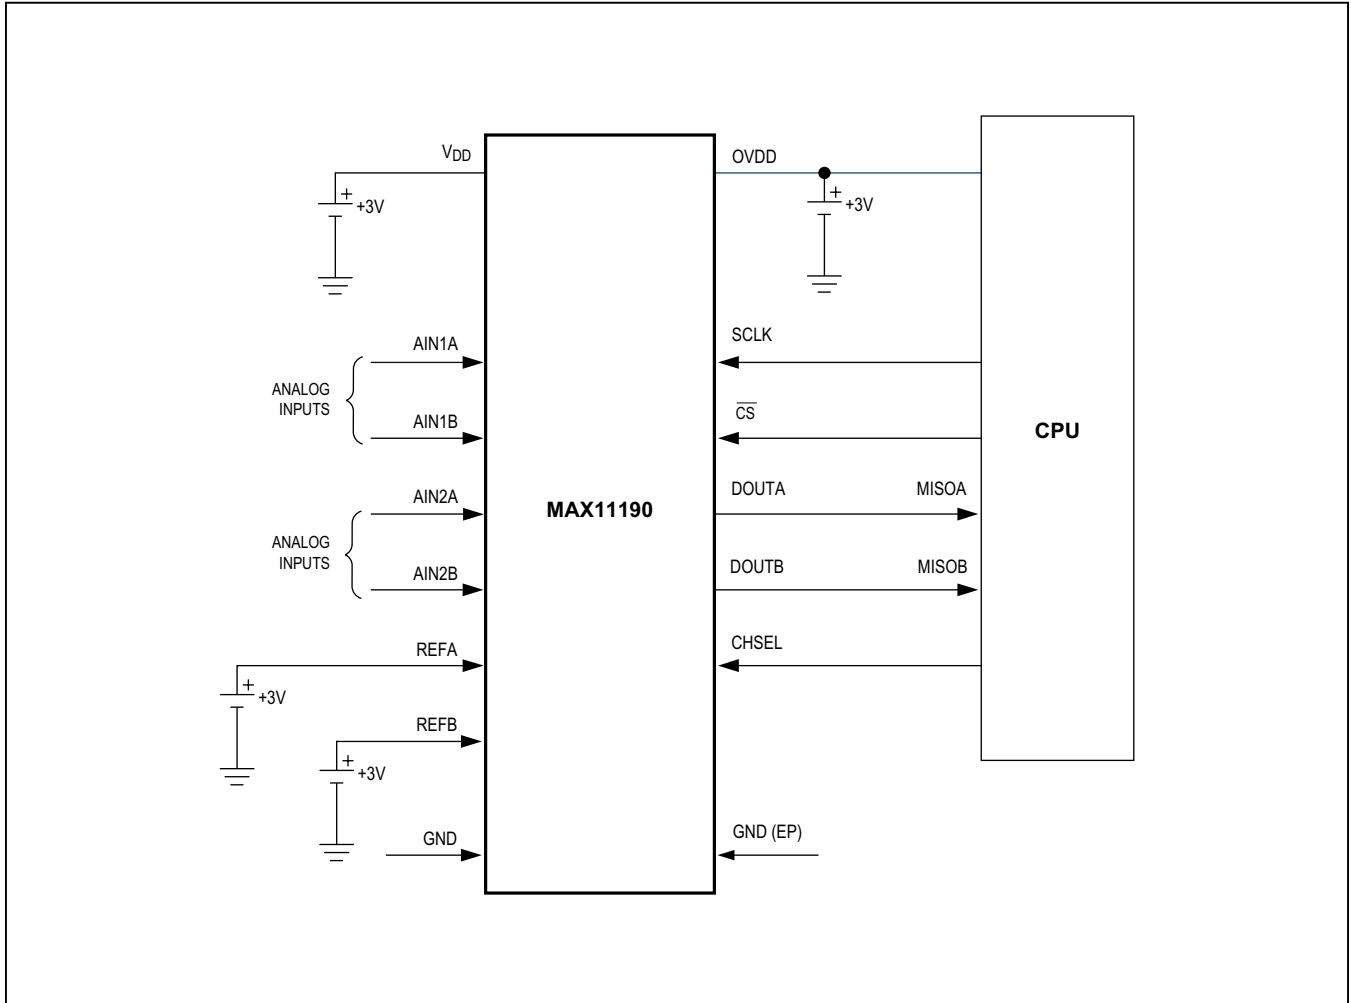 VDD
OVDD
+
+3V
+
+3V
AIN1A
SCLK
ANALOG
INPUTS
AIN1B
CS
CPU
AIN2A
DOUTA
MISOA
MAX11190
ANALOG
INPUTS
AIN2B
DOUTB
MISOB
REFA
CHSEL
+
+3V
REFB
+
+3V
GND
GND (EP)